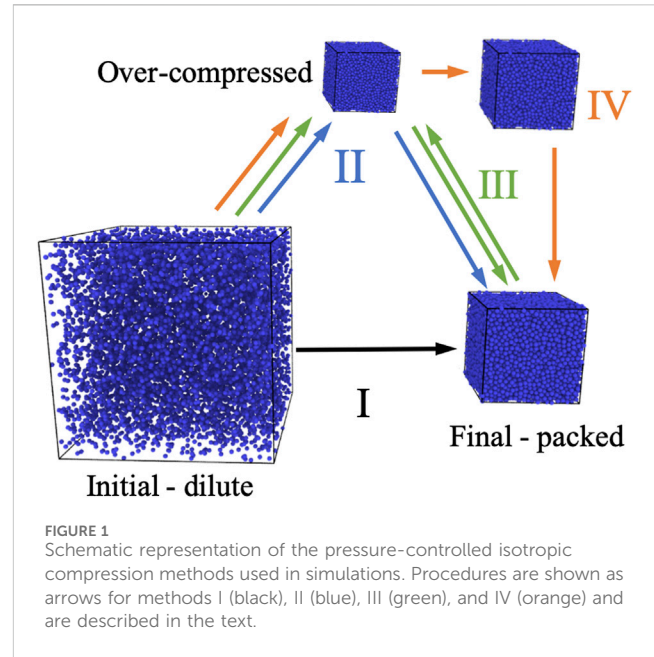 Over-compressed
IV
II
III
I
Final - packed
Initial - dilute
FIGURE 1
Schematic representation of the pressure-controlled isotropic
compression methods used in simulations. Procedures are shown as
arrows for methods I (black), II (blue), III (green), and IV (orange) and
are described in the text.